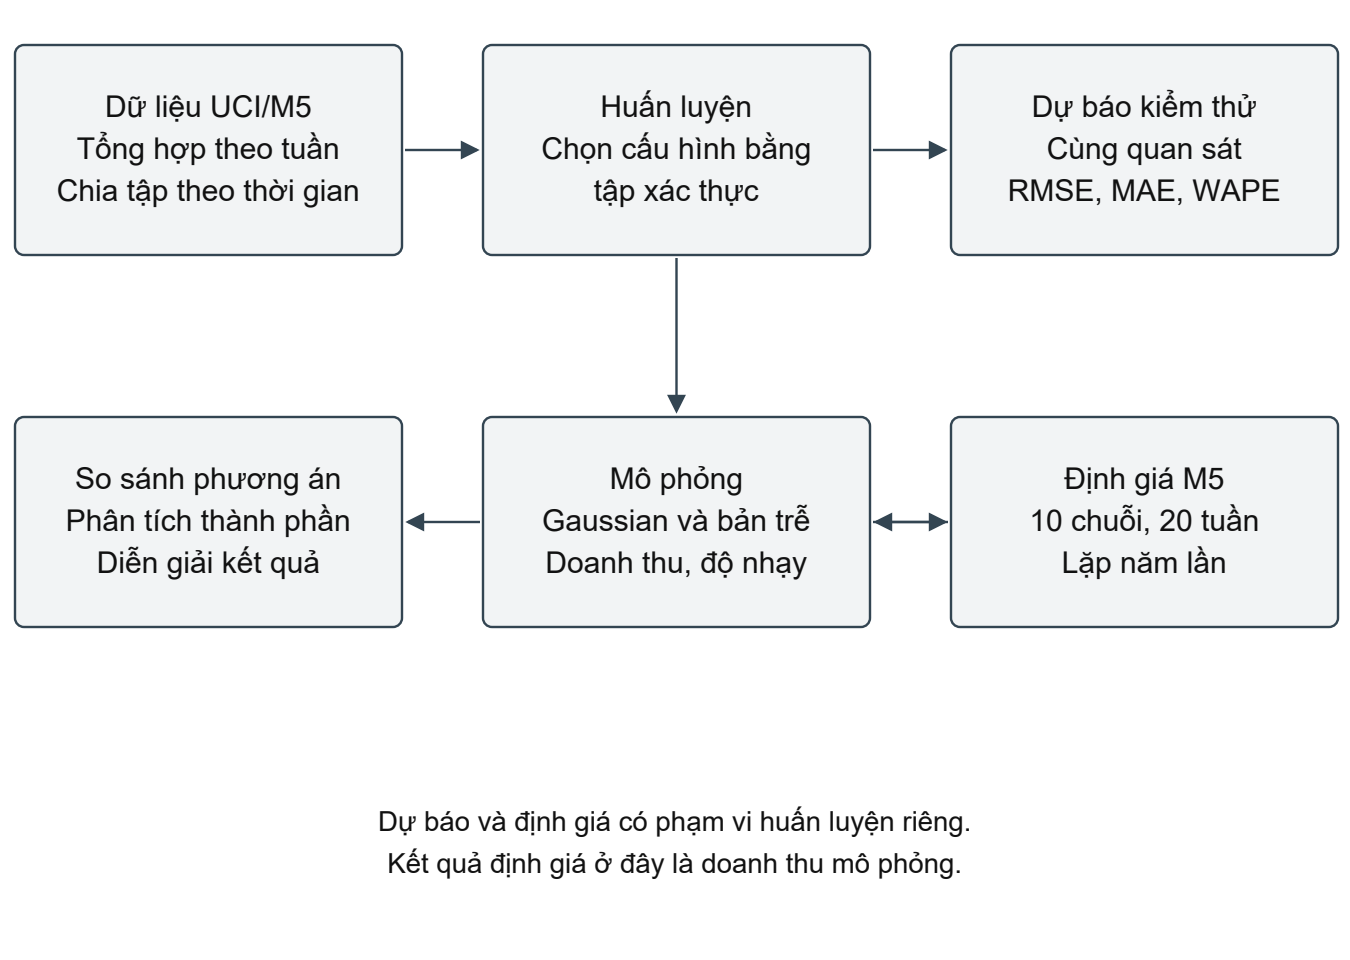 Dữ liệu UCI/M5
Tổng hợp theo tuần
Chia tập theo thời gian
Huấn luyện
Chọn cấu hình bằng
tập xác thực
Dự báo kiểm thử
Cùng quan sát
RMSE, MAE, WAPE
So sánh phương án
Phân tích thành phần
Diễn giải kết quả
Mô phỏng
Gaussian và bản trễ
Doanh thu, độ nhạy
Định giá M5
10 chuỗi, 20 tuần
Lặp năm lần
Dự báo và định giá có phạm vi huấn luyện riêng.
Kết quả định giá ở đây là doanh thu mô phỏng.